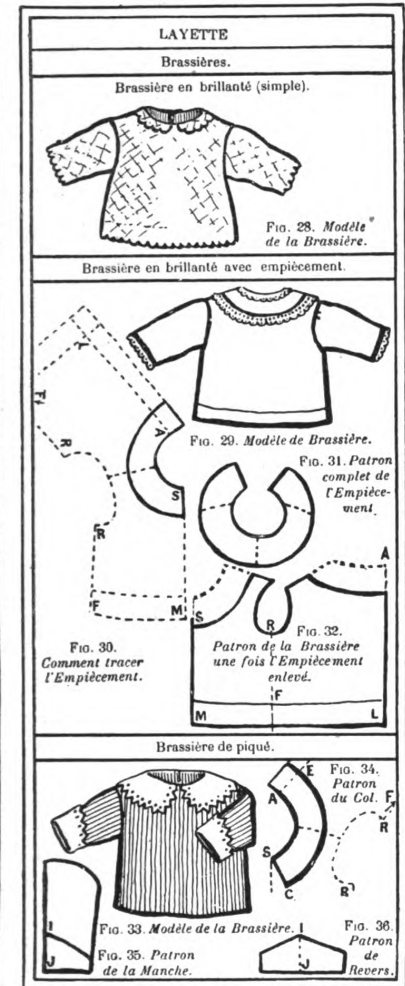 LAYETTE
Brassières.
Brassière en brillanté (simple).
FIG. 28. Modèle
de la Brassière.
Brassière en brillanté avec empiècement.
L
F
A
R
S
R
F
M
FIG. 29. Modèle de Brassière.
FIG. 31. Patron
complet de
l'Empièce-
ment.
FIG. 30.
Comment tracer
l'Empiècement.
A
S
R
FIG. 32.
Patron de la Brassière
une fois l'Empiècement
enlevé.
F
M
L
Brassière de piqué.
E
A
S
C
FIG. 34.
Patron
du Col.
F
R
R
FIG. 33. Modèle de la Brassière.
I
J
FIG. 35. Patron
de la Manche.
I
J
FIG. 36.
Patron
de
Revers.